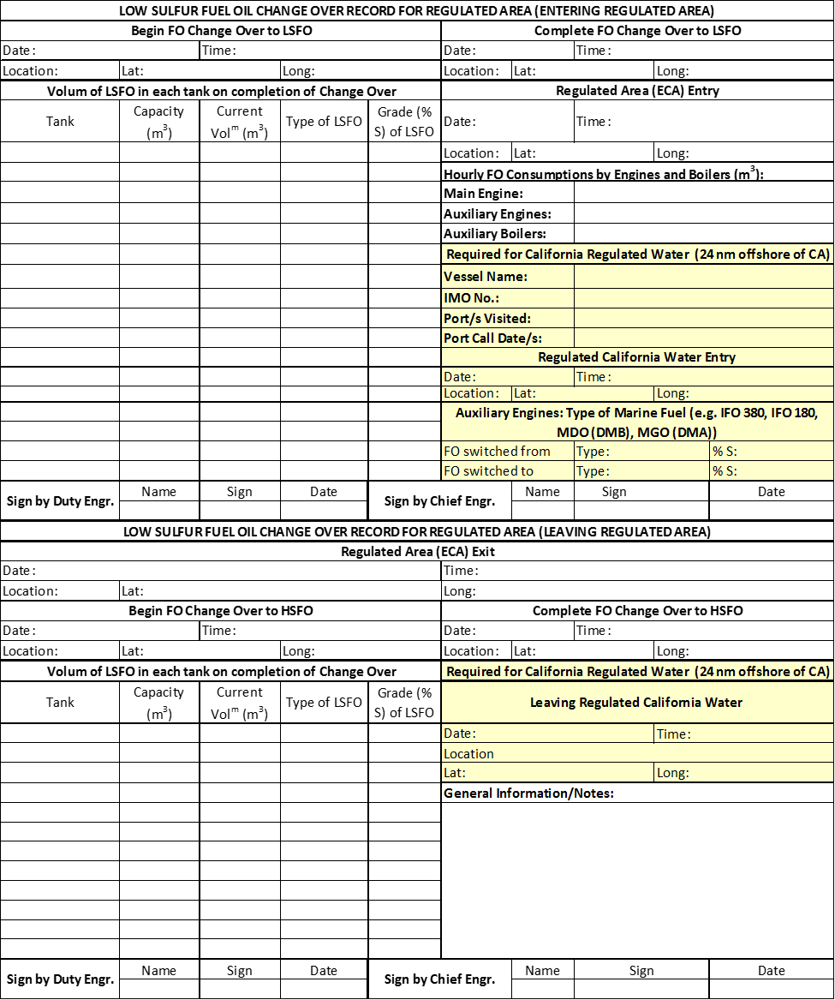 LOW SULFUR FUEL OIL CHANGE OVER RECORD FOR REGULATED AREA (ENTERING REGULATED AREA)
Begin FO Change Over to LSFO
Complete FO Change Over to LSFO
Date: Time:
Date: Time:
Location: Lat: Long:
Location: Lat: Long:
Volum of LSFO in each tank on completion of Change Over
Tank
Capacity (m³)
Current Volᵐ (m³)
Type of LSFO
Grade (% S) of LSFO
Regulated Area (ECA) Entry
Date: Time:
Location: Lat: Long:
Hourly FO Consumptions by Engines and Boilers (m³):
Main Engine:
Auxiliary Engines:
Auxiliary Boilers:
Required for California Regulated Water (24 nm offshore of CA)
Vessel Name:
IMO No.:
Port/s Visited:
Port Call Date/s:
Regulated California Water Entry
Date: Time:
Location: Lat: Long:
Auxiliary Engines: Type of Marine Fuel (e.g. IFO 380, IFO 180,
MDO (DMB), MGO (DMA))
FO switched from Type: % S:
FO switched to Type: % S:
Sign by Duty Engr. Name Sign Date
Sign by Chief Engr. Name Sign Date
LOW SULFUR FUEL OIL CHANGE OVER RECORD FOR REGULATED AREA (LEAVING REGULATED AREA)
Regulated Area (ECA) Exit
Date: Time:
Location: Lat: Long:
Begin FO Change Over to HSFO
Complete FO Change Over to HSFO
Date: Time:
Date: Time:
Location: Lat: Long:
Location: Lat: Long:
Volum of LSFO in each tank on completion of Change Over
Tank
Capacity (m³)
Current Volᵐ (m³)
Type of LSFO
Grade (% S) of LSFO
Required for California Regulated Water (24 nm offshore of CA)
Leaving Regulated California Water
Date: Time:
Location
Lat: Long:
General Information/Notes:
Sign by Duty Engr. Name Sign Date
Sign by Chief Engr. Name Sign Date